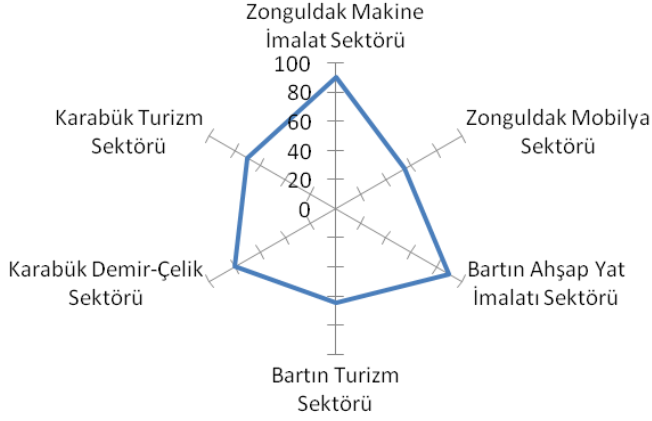 Zonguldak Makine
İmalat Sektörü
100
80
60
40
20
0
Zonguldak Mobilya
Sektörü
Bartın Ahşap Yat
İmalatı Sektörü
Bartın Turizm
Sektörü
Karabük Demir-Çelik
Sektörü
Karabük Turizm
Sektörü